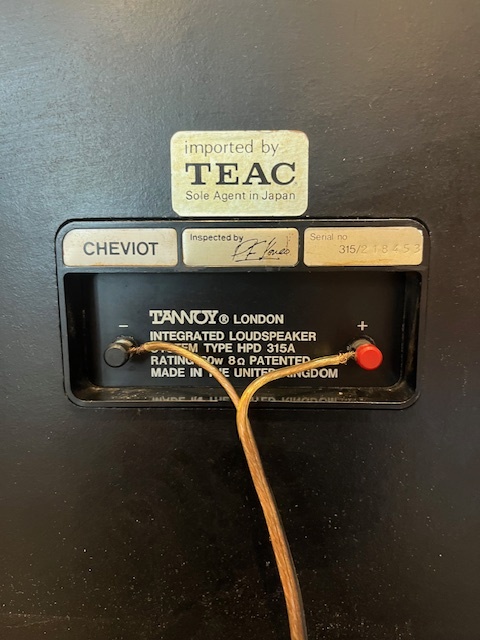 imported by
TEAC
Sole Agent in Japan
CHEVIOT
Inspected by
Serial no
315/218453
− +
TANNOY ® LONDON
INTEGRATED LOUDSPEAKER
TYPE HPD 315A
8Ω PATENTED
MADE IN THE UNITED KINGDOM